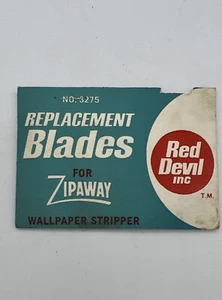 NO. 3275
REPLACEMENT
Blades
FOR
ZIPAWAY
WALLPAPER STRIPPER
Red
Devil
INC
T.M.